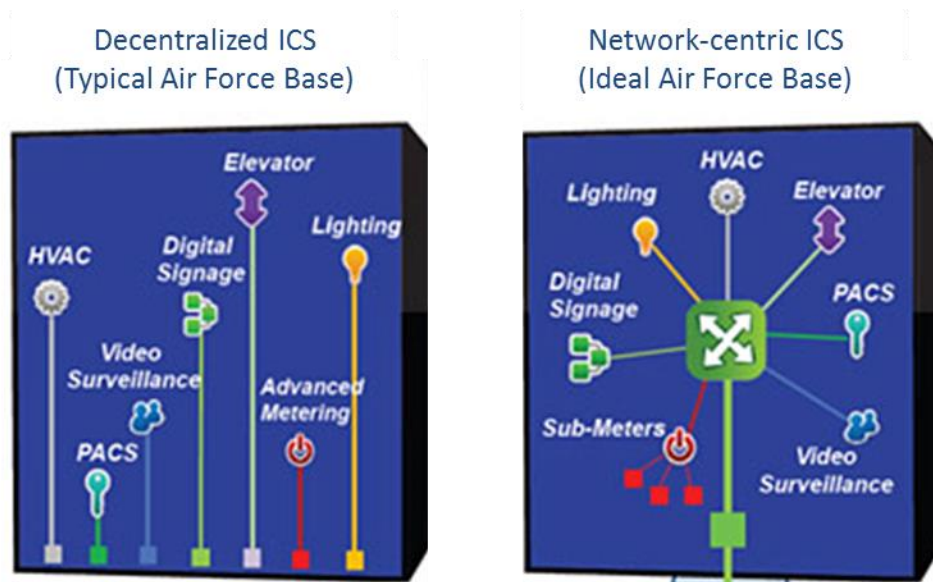 Decentralized ICS
(Typical Air Force Base)
Elevator
Lighting
Digital
Signage
HVAC
Video
Surveillance
Advanced
Metering
PACS
Network-centric ICS
(Ideal Air Force Base)
HVAC
Lighting
Elevator
Digital
Signage
PACS
Sub-Meters
Video
Surveillance